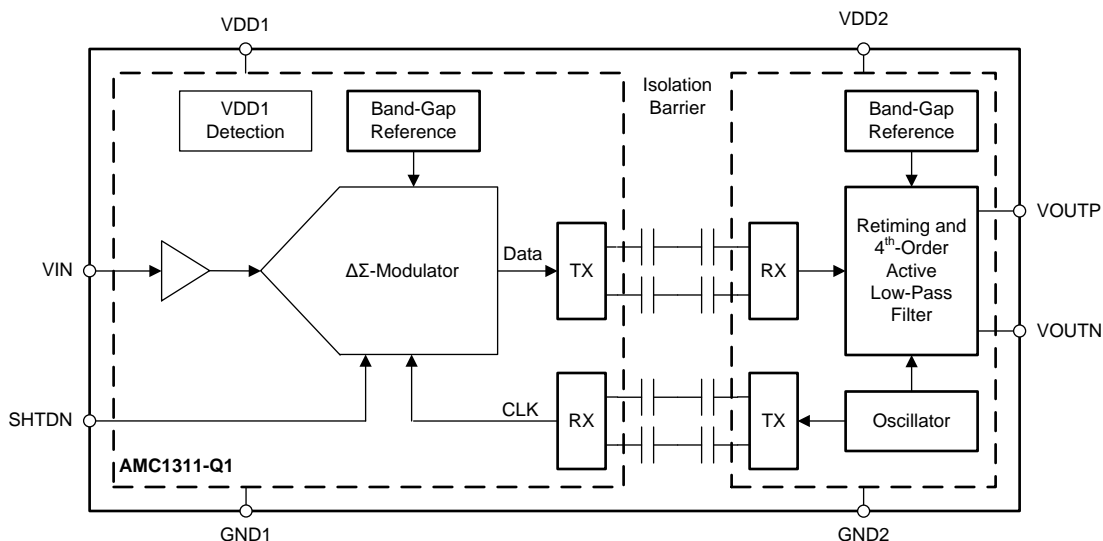 VDD1
VDD2
VDD1
Detection
Band-Gap
Reference
Isolation
Barrier
Band-Gap
Reference
VIN
ΔΣ-Modulator
Data
TX
RX
Retiming and
4th-Order
Active
Low-Pass
Filter
VOUTP
VOUTN
SHTDN
CLK
RX
TX
Oscillator
AMC1311-Q1
GND1
GND2